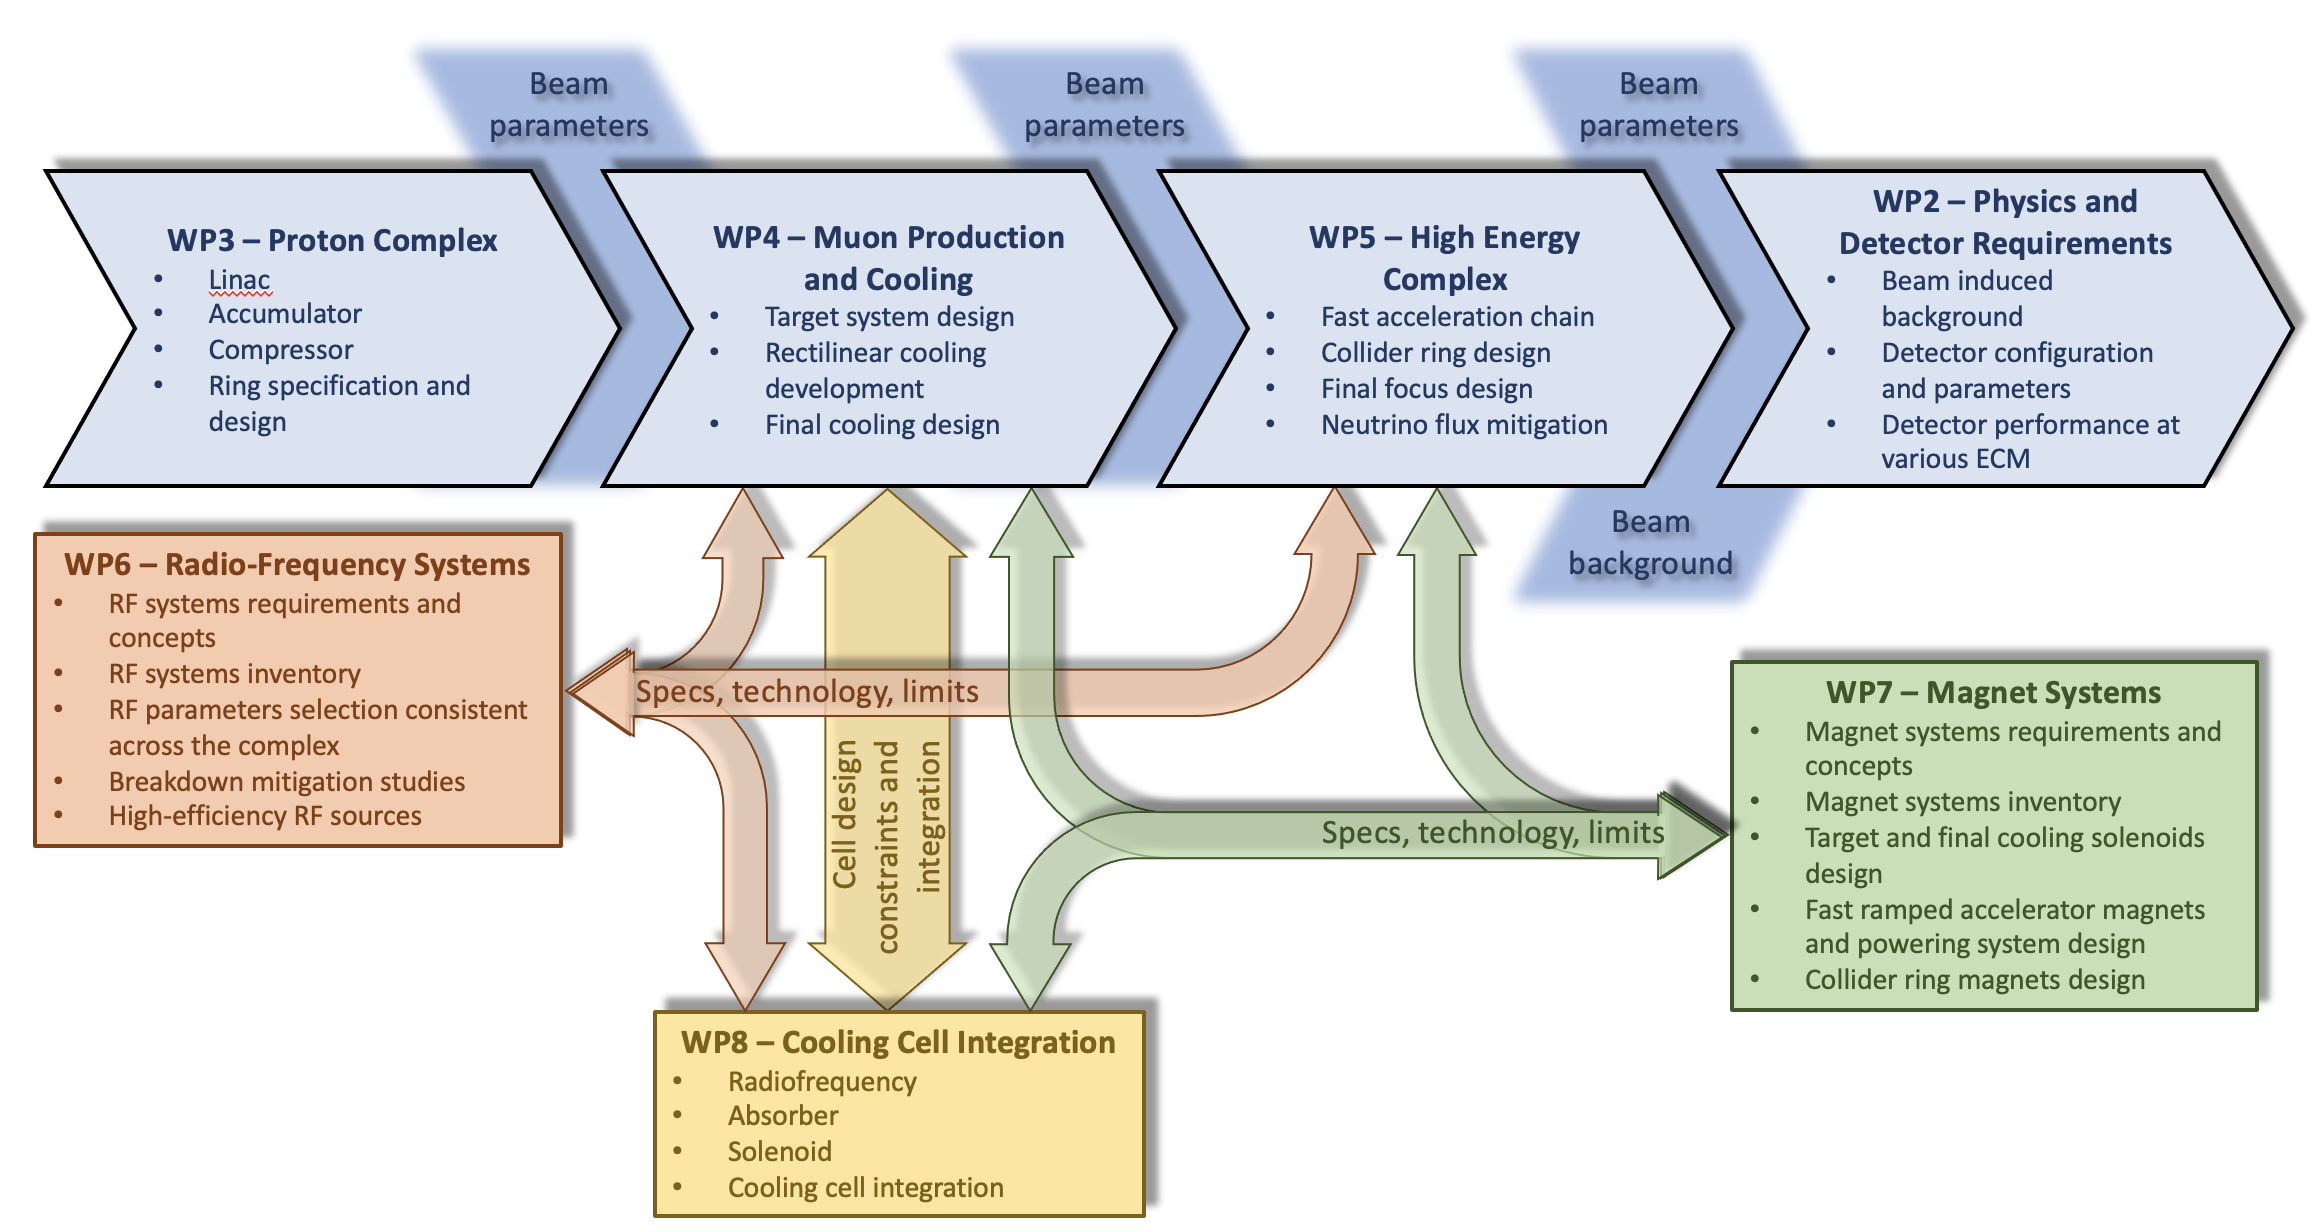 Beam
parameters
Beam
parameters
Beam
parameters
WP3 – Proton Complex
• Linac
• Accumulator
• Compressor
• Ring specification and
design
WP4 – Muon Production
and Cooling
• Target system design
• Rectilinear cooling
development
• Final cooling design
WP5 – High Energy
Complex
• Fast acceleration chain
• Collider ring design
• Final focus design
• Neutrino flux mitigation
WP2 – Physics and
Detector Requirements
• Beam induced
background
• Detector configuration
and parameters
• Detector performance at
various ECM
Beam
background
WP6 – Radio-Frequency Systems
• RF systems requirements and
concepts
• RF systems inventory
• RF parameters selection consistent
across the complex
• Breakdown mitigation studies
• High-efficiency RF sources
Specs, technology, limits
Cell design
constraints and
integration
Specs, technology, limits
WP7 – Magnet Systems
• Magnet systems requirements and
concepts
• Magnet systems inventory
• Target and final cooling solenoids
design
• Fast ramped accelerator magnets
and powering system design
• Collider ring magnets design
WP8 – Cooling Cell Integration
• Radiofrequency
• Absorber
• Solenoid
• Cooling cell integration